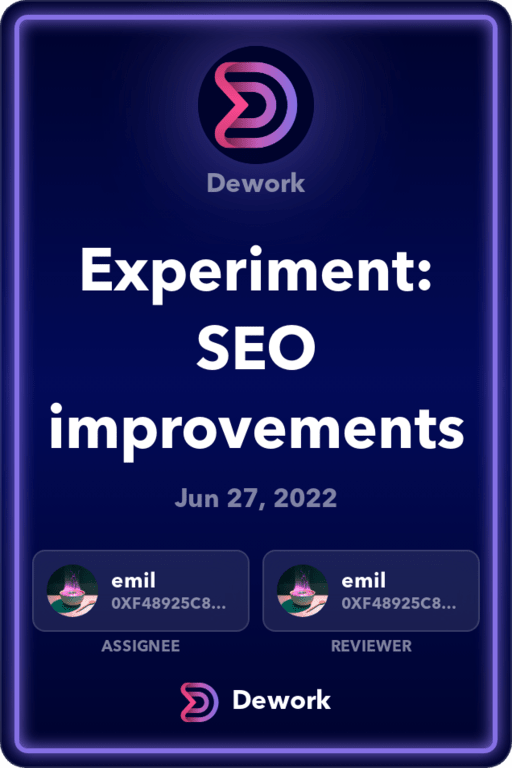 Dework
Experiment:
SEO
improvements
Jun 27, 2022
emil
0XF48925C8...
ASSIGNEE
emil
0XF48925C8...
REVIEWER
Dework